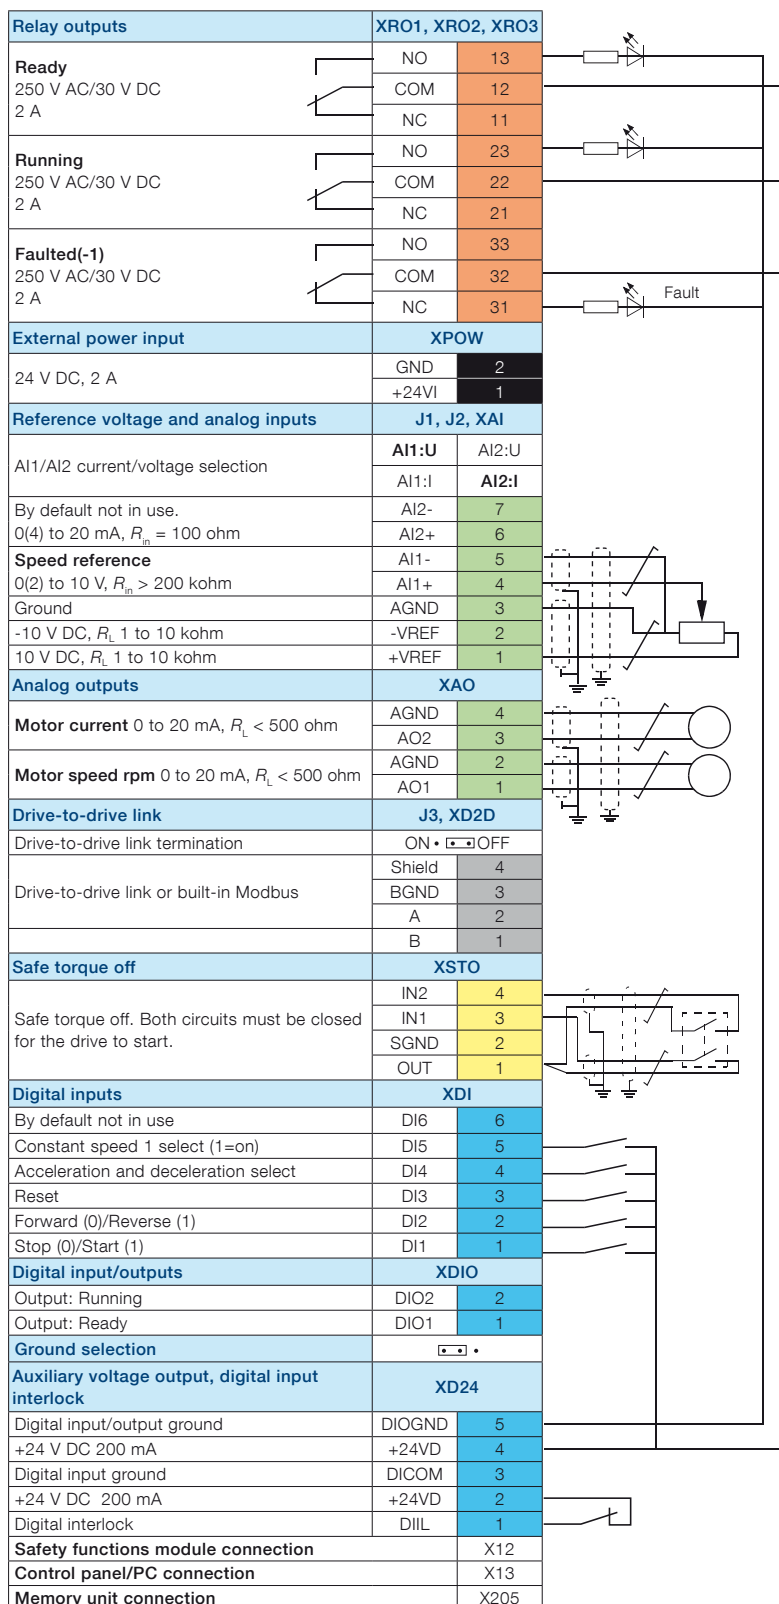 Relay outputs XRO1, XRO2, XRO3
Ready
250 V AC/30 V DC
2 A
NO 13
COM 12
NC 11
Running
250 V AC/30 V DC
2 A
NO 23
COM 22
NC 21
Faulted(-1)
250 V AC/30 V DC
2 A
NO 33
COM 32
NC 31
Fault
External power input XPOW
24 V DC, 2 A
GND 2
+24VI 1
Reference voltage and analog inputs J1, J2, XAI
AI1/AI2 current/voltage selection
AI1:U AI2:U
AI1:I AI2:I
By default not in use.
0(4) to 20 mA, Rin = 100 ohm
AI2- 7
AI2+ 6
Speed reference
0(2) to 10 V, Rin > 200 kohm
AI1- 5
AI1+ 4
Ground AGND 3
-10 V DC, RL 1 to 10 kohm -VREF 2
10 V DC, RL 1 to 10 kohm +VREF 1
Analog outputs XAO
Motor current 0 to 20 mA, RL < 500 ohm
AGND 4
AO2 3
Motor speed rpm 0 to 20 mA, RL < 500 ohm
AGND 2
AO1 1
Drive-to-drive link J3, XD2D
Drive-to-drive link termination ON OFF
Drive-to-drive link or built-in Modbus
Shield 4
BGND 3
A 2
B 1
Safe torque off XSTO
Safe torque off. Both circuits must be closed
for the drive to start.
IN2 4
IN1 3
SGND 2
OUT 1
Digital inputs XDI
By default not in use DI6 6
Constant speed 1 select (1=on) DI5 5
Acceleration and deceleration select DI4 4
Reset DI3 3
Forward (0)/Reverse (1) DI2 2
Stop (0)/Start (1) DI1 1
Digital input/outputs XDIO
Output: Running DIO2 2
Output: Ready DIO1 1
Ground selection
Auxiliary voltage output, digital input
interlock XD24
Digital input/output ground DIOGND 5
+24 V DC 200 mA +24VD 4
Digital input ground DICOM 3
+24 V DC 200 mA +24VD 2
Digital interlock DIIL 1
Safety functions module connection X12
Control panel/PC connection X13
Memory unit connection X205